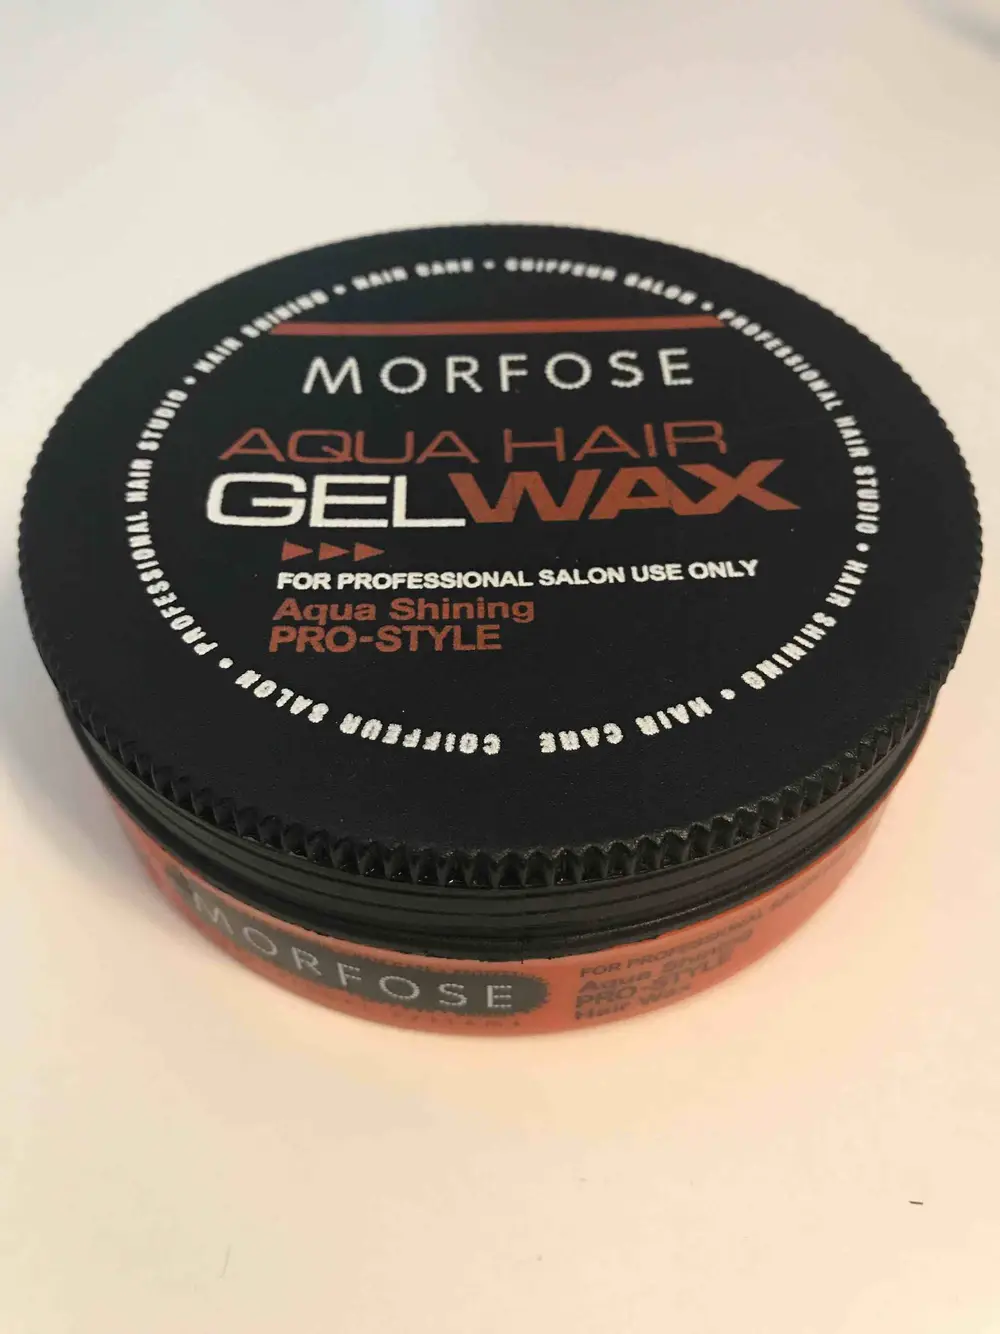 HAIR CARE • COIFFEUR SALON • PROFESSIONAL HAIR STUDIO • HAIR SHINING • HAIR CARE
COIFFEUR SALON • PROFESSIONAL HAIR STUDIO • HAIR SHINING •
MORFOSE
AQUA HAIR
GELWAX
FOR PROFESSIONAL SALON USE ONLY
Aqua Shining
PRO-STYLE
MORFOSE
FOR PROFESSIONAL
Aqua Shining
PRO-STYLE
Hair Wax